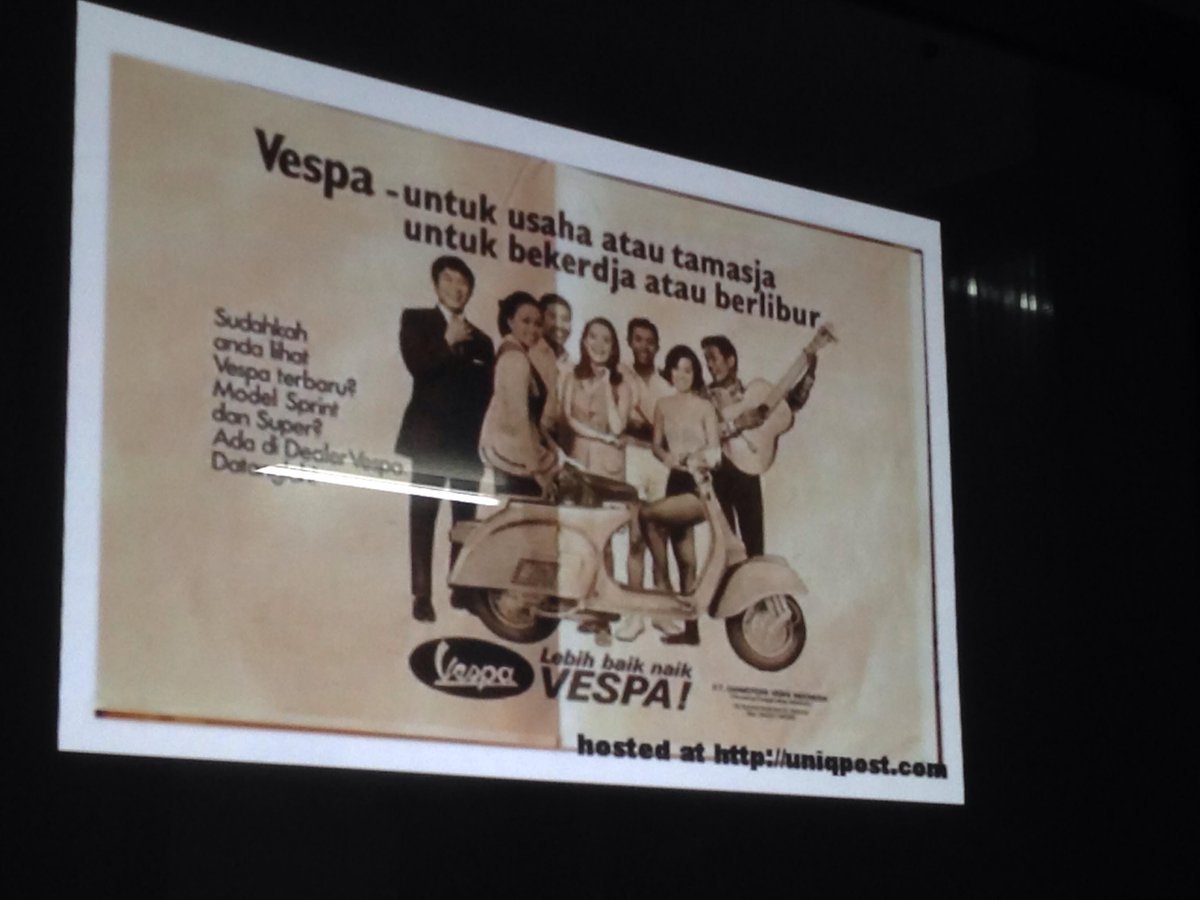 Vespa - untuk usaha atau tamasja
untuk bekerdja atau berlibur
Sudahkah
anda lihat
Vespa terbaru?
Model Sprint
dan Super?
Ada di Dealer Vespa
Vespa
Lebih baik naik
VESPA!
hosted at http://uniqpost.com